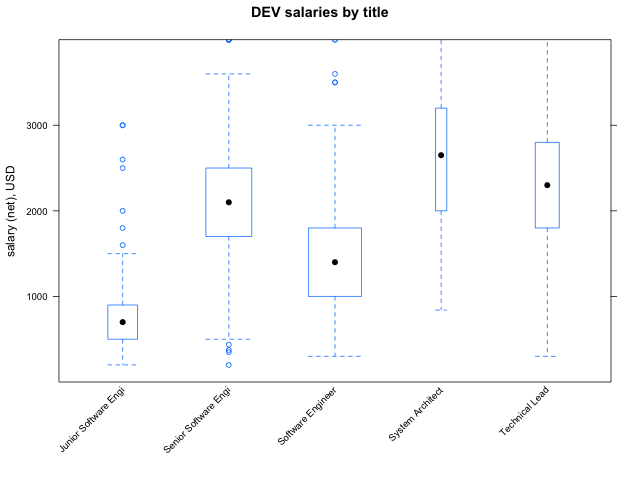 DEV salaries by title
salary (net), USD
3000
2000
1000
Junior Software Engi
Senior Software Engi
Software Engineer
System Architect
Technical Lead